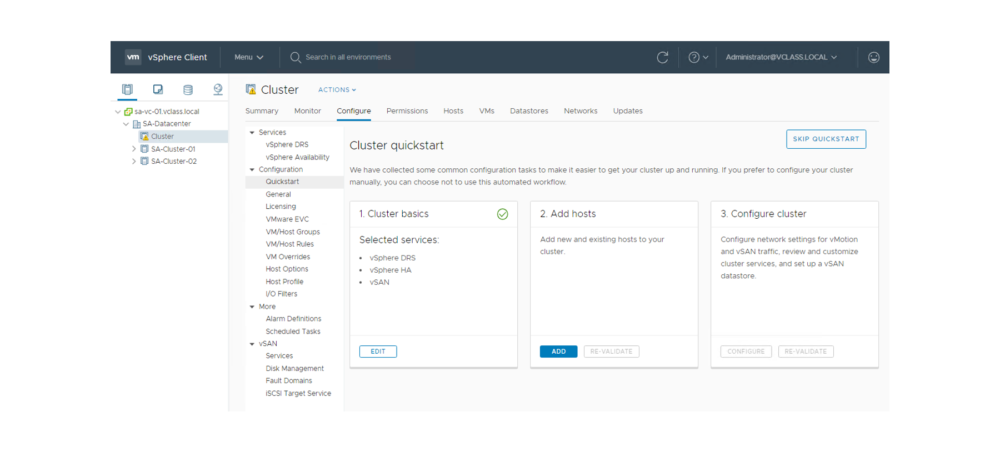 vm vSphere Client Menu Search in all environments ? Administrator@VCLASS.LOCAL
Cluster ACTIONS
Summary Monitor Configure Permissions Hosts VMs Datastores Networks Updates
sa-vc-01.vclass.local
SA-Datacenter
Cluster
SA-Cluster-01
SA-Cluster-02
Services
vSphere DRS
vSphere Availability
Configuration
Quickstart
General
Licensing
VMware EVC
VM/Host Groups
VM/Host Rules
VM Overrides
Host Options
Host Profile
I/O Filters
More
Alarm Definitions
Scheduled Tasks
vSAN
Services
Disk Management
Fault Domains
iSCSI Target Service
Cluster quickstart
SKIP QUICKSTART
We have collected some common configuration tasks to make it easier to get your cluster up and running. If you prefer to configure your cluster
manually, you can choose not to use this automated workflow.
1. Cluster basics
Selected services:
• vSphere DRS
• vSphere HA
• vSAN
EDIT
2. Add hosts
Add new and existing hosts to your
cluster.
ADD RE-VALIDATE
3. Configure cluster
Configure network settings for vMotion
and vSAN traffic, review and customize
cluster services, and set up a vSAN
datastore.
CONFIGURE RE-VALIDATE